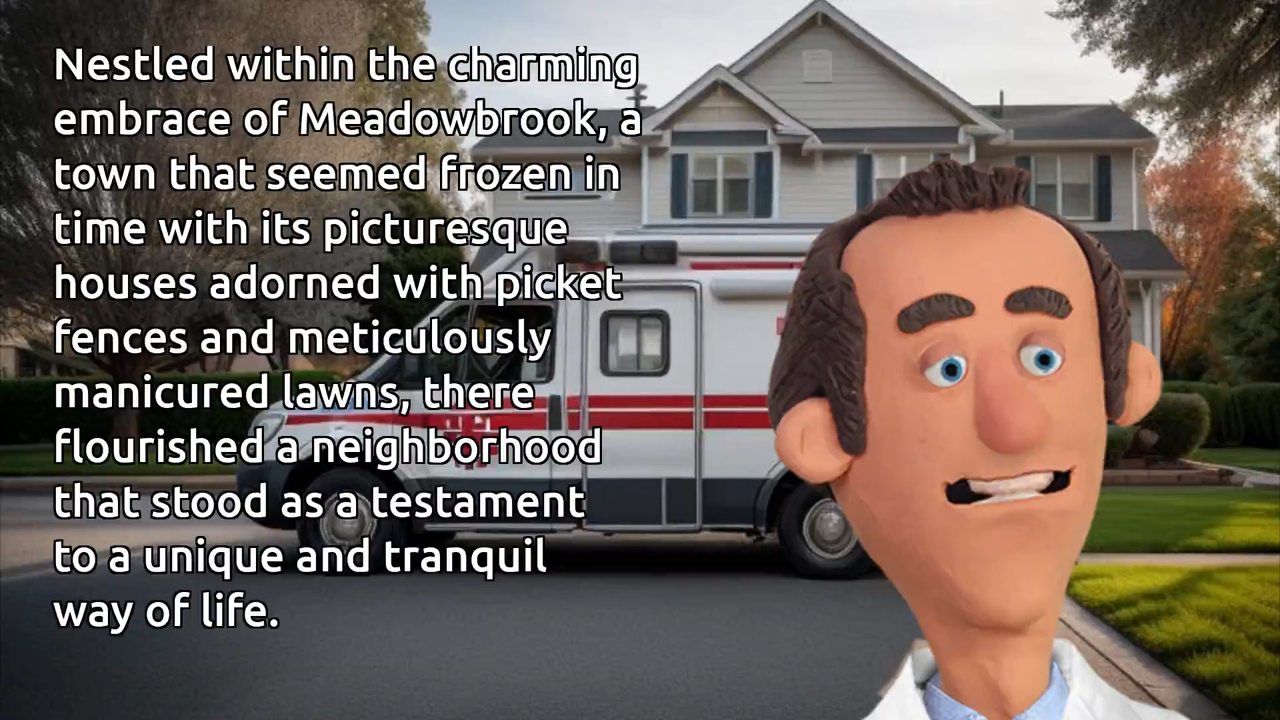 Nestled within the charming
embrace of Meadowbrook, a
town that seemed frozen in
time with its picturesque
houses adorned with picket
fences and meticulously
manicured lawns, there
flourished a neighborhood
that stood as a testament
to a unique and tranquil
way of life.